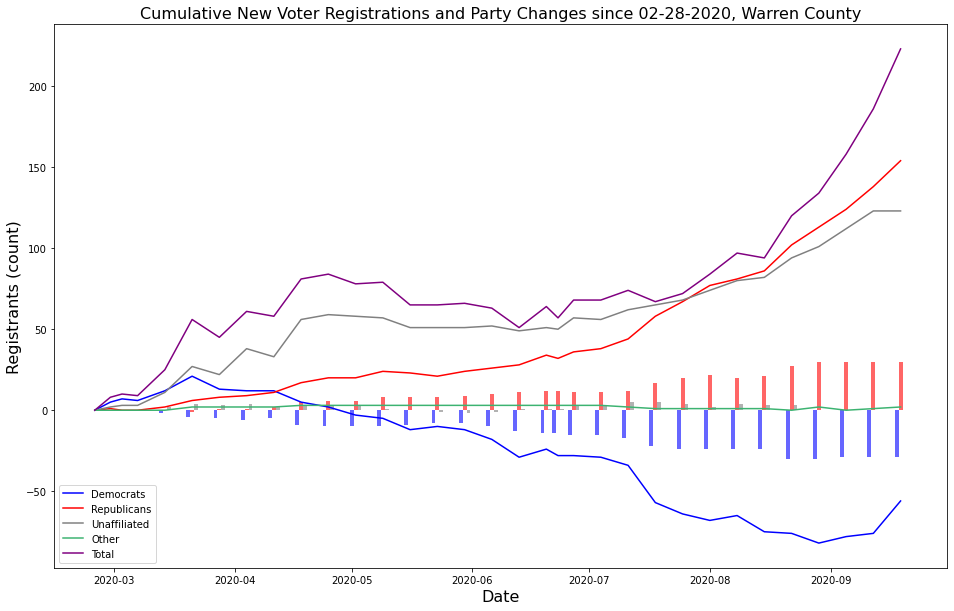 Cumulative New Voter Registrations and Party Changes since 02-28-2020, Warren County
Registrants (count)
200
150
100
50
0
−50
Democrats
Republicans
Unaffiliated
Other
Total
2020-03
2020-04
2020-05
2020-06
2020-07
2020-08
2020-09
Date